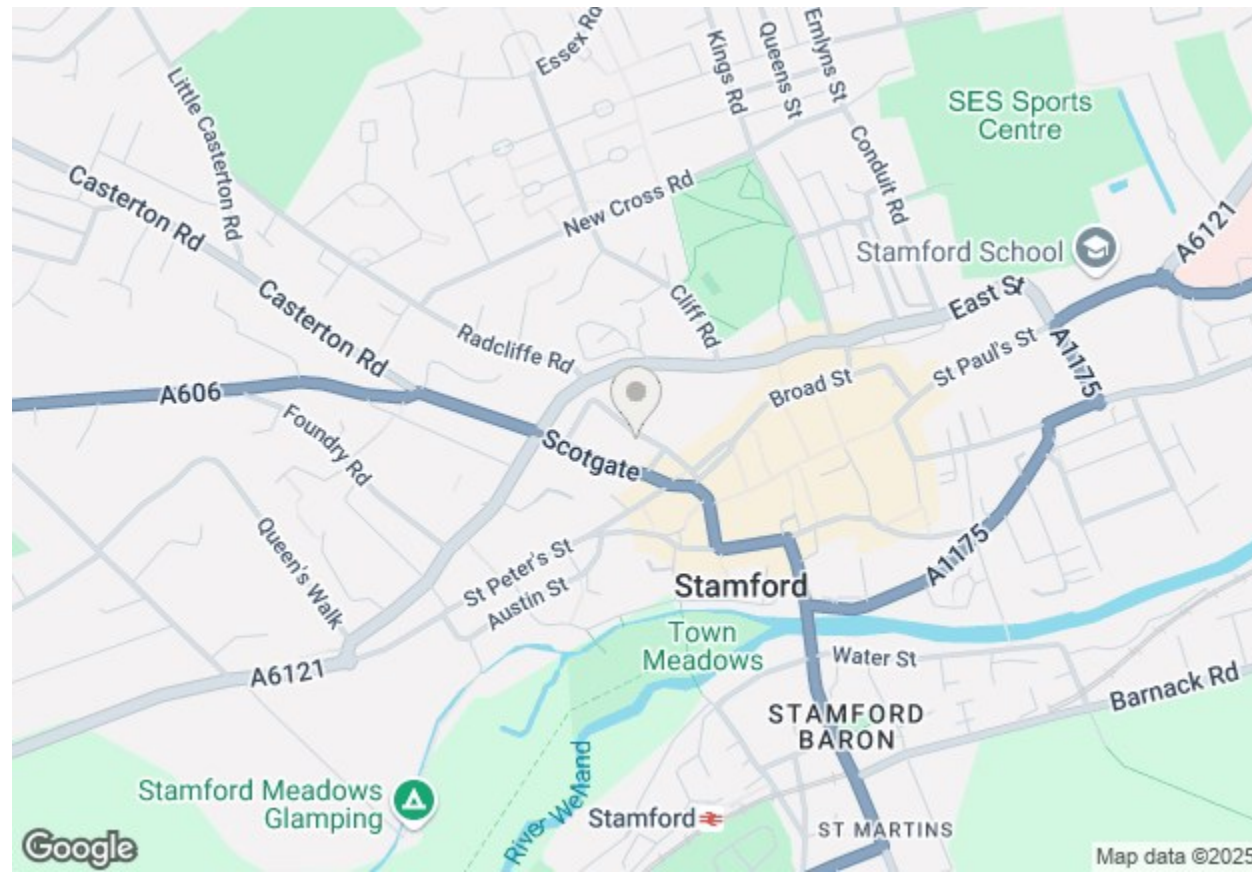 Essex Rd
Kings Rd
Queens St
Emlyns St
Little Casterton Rd
SES Sports
Centre
Conduit Rd
Casterton Rd
New Cross Rd
Stamford School
A6121
Casterton Rd
Cliff Rd
East St
Radcliffe Rd
St Paul's St
A1175
A606
Broad St
Foundry Rd
Scotgate
Queen's Walk
St Peter's St
A1175
Austin St
Stamford
Town
Meadows
Water St
A6121
Barnack Rd
STAMFORD
BARON
River Welland
Stamford Meadows
Glamping
Stamford
ST MARTINS
Google
Map data ©2025